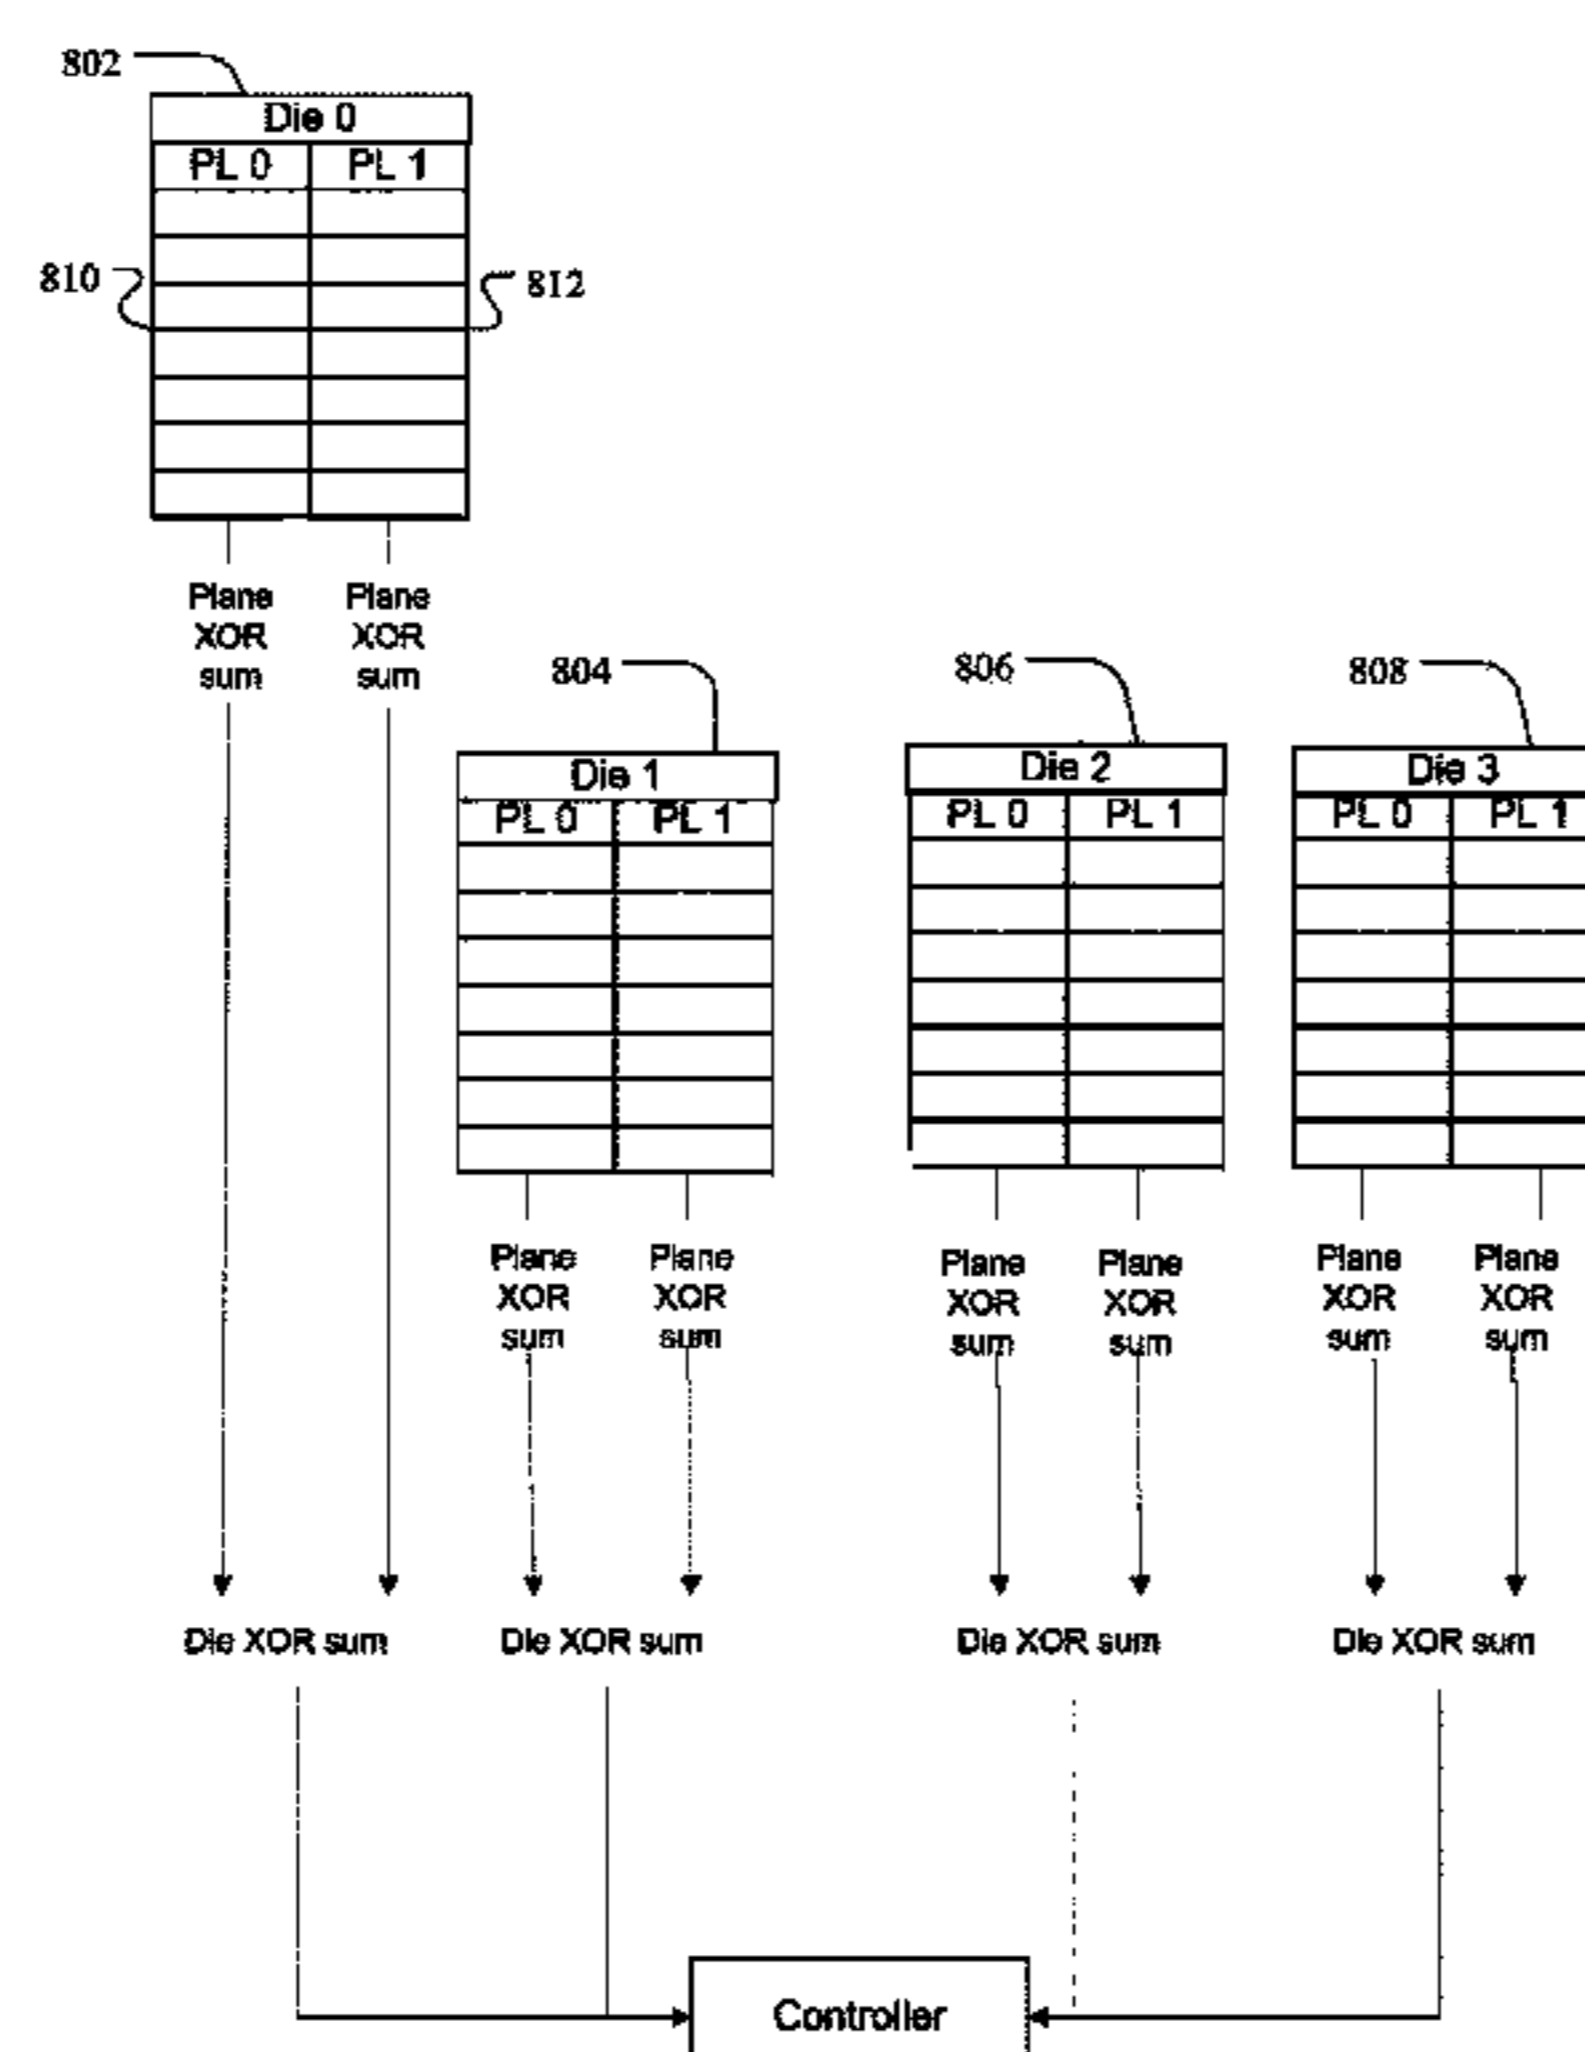 802
Die 0
PL 0 PL 1
810
812
Plane XOR sum
Plane XOR sum
804
806
808
Die 1
PL 0 PL 1
Die 2
PL 0 PL 1
Die 3
PL 0 PL 1
Plane XOR sum
Plane XOR sum
Plane XOR sum
Plane XOR sum
Plane XOR sum
Plane XOR sum
Die XOR sum
Die XOR sum
Die XOR sum
Die XOR sum
Controller